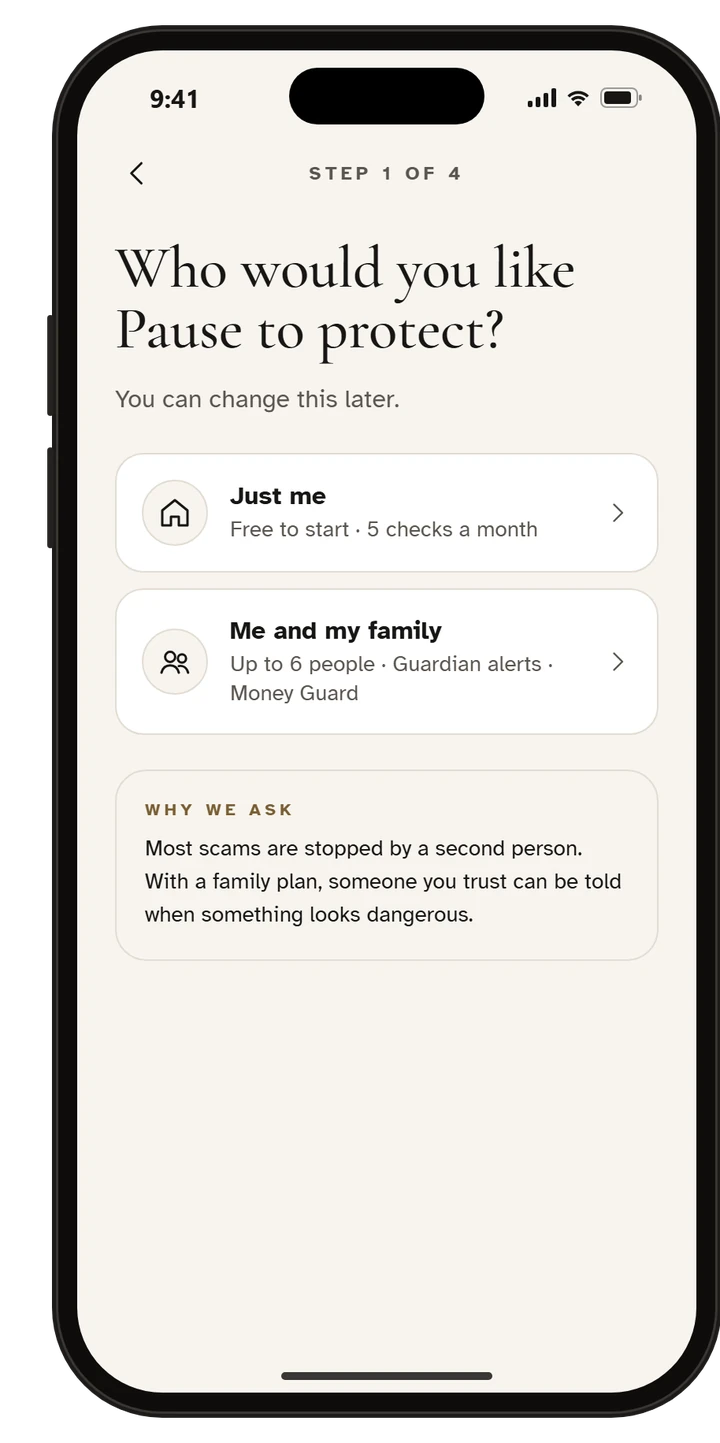 9:41
STEP 1 OF 4
Who would you like
Pause to protect?
You can change this later.
Just me
Free to start · 5 checks a month
Me and my family
Up to 6 people · Guardian alerts ·
Money Guard
WHY WE ASK
Most scams are stopped by a second person.
With a family plan, someone you trust can be told
when something looks dangerous.